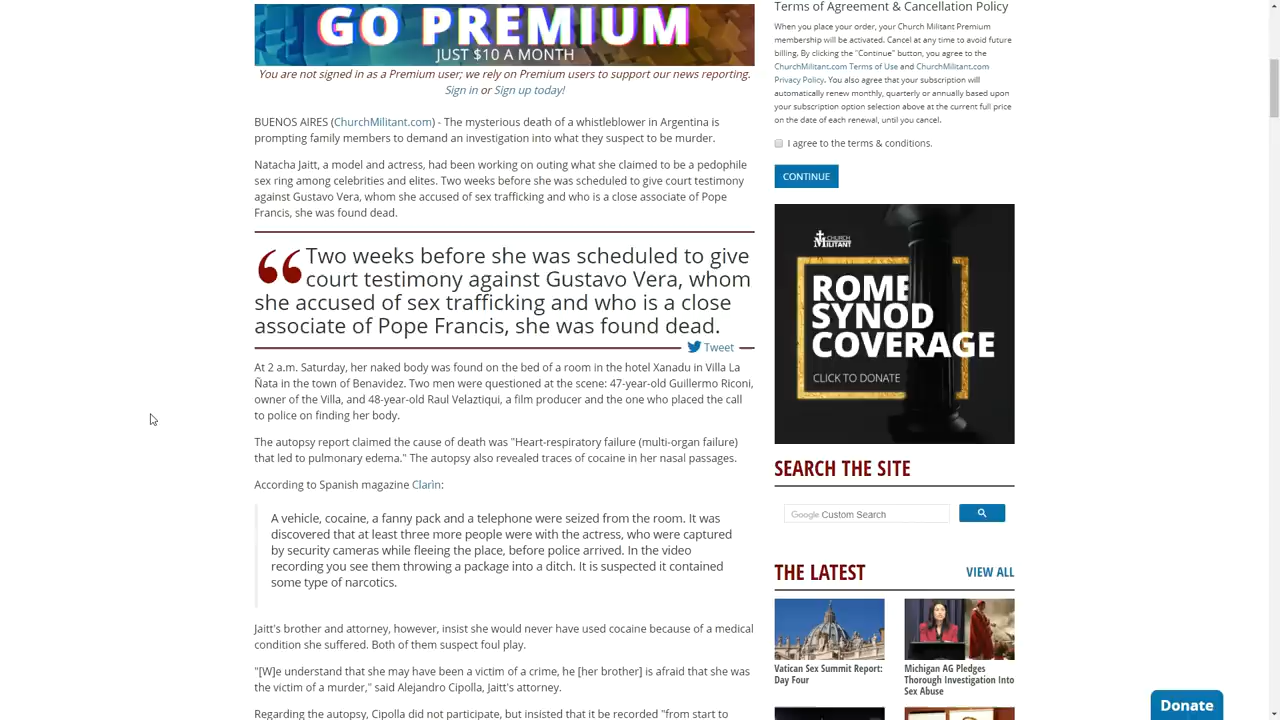 GO PREMIUM
JUST $10 A MONTH
You are not signed in as a Premium user; we rely on Premium users to support our news reporting.
Sign in or Sign up today!
BUENOS AIRES (ChurchMilitant.com) - The mysterious death of a whistleblower in Argentina is
prompting family members to demand an investigation into what they suspect to be murder.
Natacha Jaitt, a model and actress, had been working on outing what she claimed to be a pedophile
sex ring among celebrities and elites. Two weeks before she was scheduled to give court testimony
against Gustavo Vera, whom she accused of sex trafficking and who is a close associate of Pope
Francis, she was found dead.
Two weeks before she was scheduled to give
court testimony against Gustavo Vera, whom
she accused of sex trafficking and who is a close
associate of Pope Francis, she was found dead.
Tweet
At 2 a.m. Saturday, her naked body was found on the bed of a room in the hotel Xanadu in Villa La
Ñata in the town of Benavidez. Two men were questioned at the scene: 47-year-old Guillermo Riconi,
owner of the Villa, and 48-year-old Raul Velaztiqui, a film producer and the one who placed the call
to police on finding her body.
The autopsy report claimed the cause of death was "Heart-respiratory failure (multi-organ failure)
that led to pulmonary edema." The autopsy also revealed traces of cocaine in her nasal passages.
According to Spanish magazine Clarìn:
A vehicle, cocaine, a fanny pack and a telephone were seized from the room. It was
discovered that at least three more people were with the actress, who were captured
by security cameras while fleeing the place, before police arrived. In the video
recording you see them throwing a package into a ditch. It is suspected it contained
some type of narcotics.
Jaitt's brother and attorney, however, insist she would never have used cocaine because of a medical
condition she suffered. Both of them suspect foul play.
"[W]e understand that she may have been a victim of a crime, he [her brother] is afraid that she was
the victim of a murder," said Alejandro Cipolla, Jaitt's attorney.
Regarding the autopsy, Cipolla did not participate, but insisted that it be recorded "from start to
Terms of Agreement & Cancellation Policy
When you place your order, your Church Militant Premium
membership will be activated. Cancel at any time to avoid future
billing. By clicking the "Continue" button, you agree to the
ChurchMilitant.com Terms of Use and ChurchMilitant.com
Privacy Policy. You also agree that your subscription will
automatically renew monthly, quarterly or annually based upon
your subscription option selection above at the current full price
on the date of each renewal, until you cancel.
I agree to the terms & conditions.
CONTINUE
CHURCH
MILITANT
ROME
SYNOD
COVERAGE
CLICK TO DONATE
SEARCH THE SITE
Google Custom Search
THE LATEST
VIEW ALL
Vatican Sex Summit Report:
Day Four
Michigan AG Pledges
Thorough Investigation Into
Sex Abuse
Donate